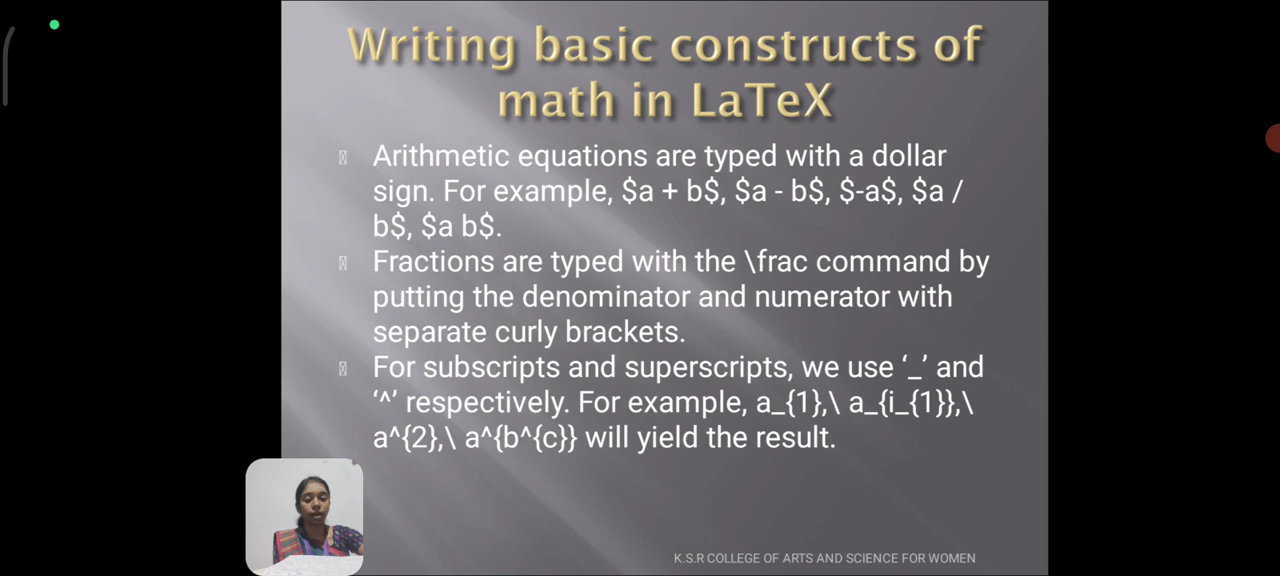 Writing basic constructs of
math in LaTeX
Arithmetic equations are typed with a dollar
sign. For example, $a + b$, $a - b$, $-a$, $a /
b$, $a b$.
Fractions are typed with the \frac command by
putting the denominator and numerator with
separate curly brackets.
For subscripts and superscripts, we use ‘_’ and
‘^’ respectively. For example, a_{1},\ a_{i_{1}},\
a^{2},\ a^{b^{c}} will yield the result.
K.S.R COLLEGE OF ARTS AND SCIENCE FOR WOMEN